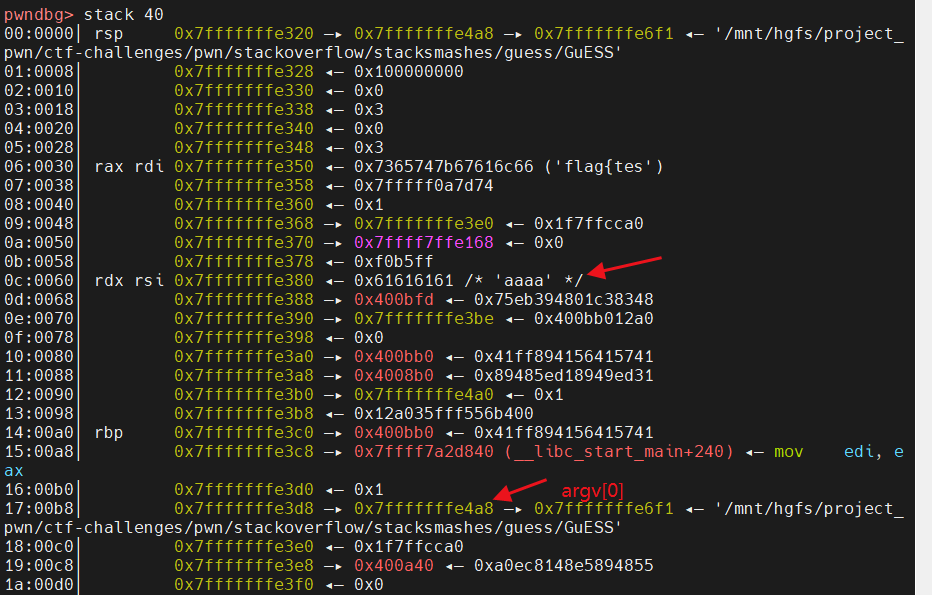 pwndbg> stack 40
00:0000│ rsp 0x7fffffffe320 —▸ 0x7fffffffe4a8 —▸ 0x7fffffffe6f1 ◂— '/mnt/hgfs/project_
pwn/ctf-challenges/pwn/stackoverflow/stacksmashes/guess/GuESS'
01:0008│ 0x7fffffffe328 ◂— 0x100000000
02:0010│ 0x7fffffffe330 ◂— 0x0
03:0018│ 0x7fffffffe338 ◂— 0x3
04:0020│ 0x7fffffffe340 ◂— 0x0
05:0028│ 0x7fffffffe348 ◂— 0x3
06:0030│ rax rdi 0x7fffffffe350 ◂— 0x7365747b67616c66 ('flag{tes')
07:0038│ 0x7fffffffe358 ◂— 0x7fffff0a7d74
08:0040│ 0x7fffffffe360 ◂— 0x1
09:0048│ 0x7fffffffe368 —▸ 0x7fffffffe3e0 ◂— 0x1f7ffcca0
0a:0050│ 0x7fffffffe370 —▸ 0x7ffff7ffe168 ◂— 0x0
0b:0058│ 0x7fffffffe378 ◂— 0xf0b5ff
0c:0060│ rdx rsi 0x7fffffffe380 ◂— 0x61616161 /* 'aaaa' */
0d:0068│ 0x7fffffffe388 —▸ 0x400bfd ◂— 0x75eb394801c38348
0e:0070│ 0x7fffffffe390 —▸ 0x7fffffffe3be ◂— 0x400bb012a0
0f:0078│ 0x7fffffffe398 ◂— 0x0
10:0080│ 0x7fffffffe3a0 —▸ 0x400bb0 ◂— 0x41ff894156415741
11:0088│ 0x7fffffffe3a8 —▸ 0x4008b0 ◂— 0x89485ed18949ed31
12:0090│ 0x7fffffffe3b0 —▸ 0x7fffffffe4a0 ◂— 0x1
13:0098│ 0x7fffffffe3b8 ◂— 0x12a035fff556b400
14:00a0│ rbp 0x7fffffffe3c0 —▸ 0x400bb0 ◂— 0x41ff894156415741
15:00a8│ 0x7fffffffe3c8 —▸ 0x7ffff7a2d840 (__libc_start_main+240) ◂— mov edi, e
ax
16:00b0│ 0x7fffffffe3d0 ◂— 0x1
argv[0]
17:00b8│ 0x7fffffffe3d8 —▸ 0x7fffffffe4a8 —▸ 0x7fffffffe6f1 ◂— '/mnt/hgfs/project_
pwn/ctf-challenges/pwn/stackoverflow/stacksmashes/guess/GuESS'
18:00c0│ 0x7fffffffe3e0 ◂— 0x1f7ffcca0
19:00c8│ 0x7fffffffe3e8 —▸ 0x400a40 ◂— 0xa0ec8148e5894855
1a:00d0│ 0x7fffffffe3f0 ◂— 0x0